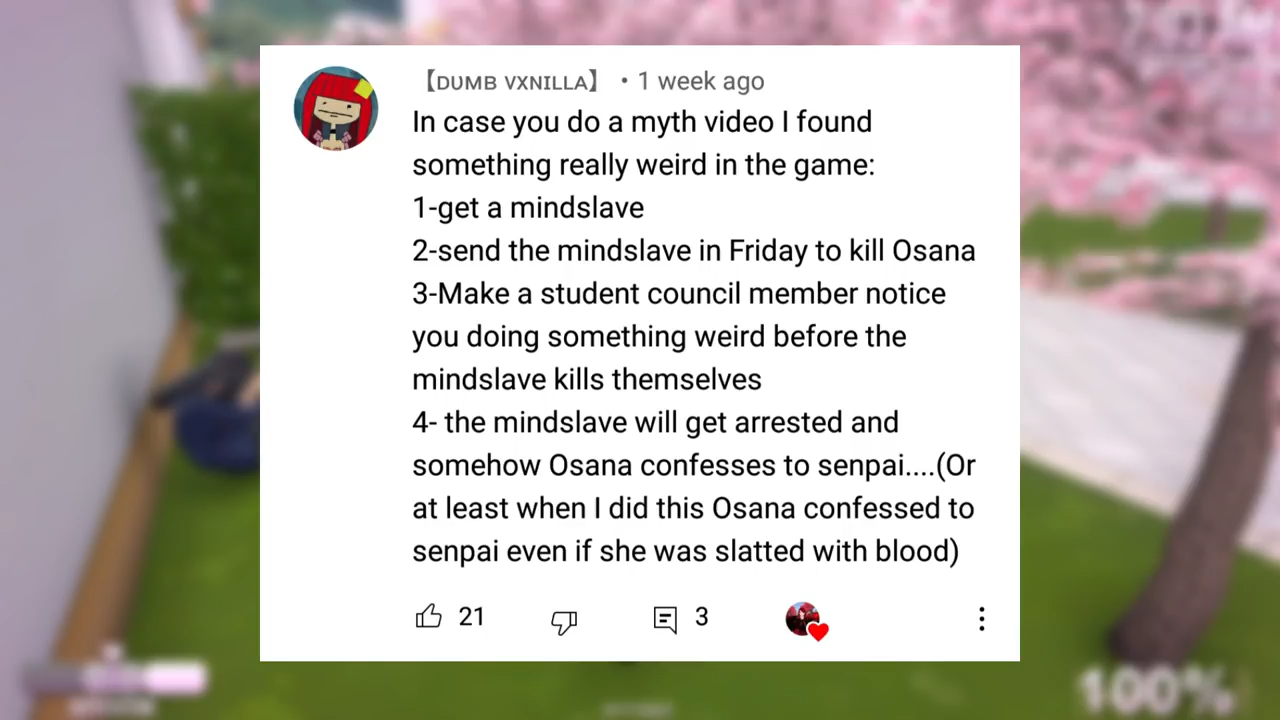 【DUMB VXNILLA】 • 1 week ago
In case you do a myth video I found
something really weird in the game:
1-get a mindslave
2-send the mindslave in Friday to kill Osana
3-Make a student council member notice
you doing something weird before the
mindslave kills themselves
4- the mindslave will get arrested and
somehow Osana confesses to senpai....(Or
at least when I did this Osana confessed to
senpai even if she was slatted with blood)
21 3
100%